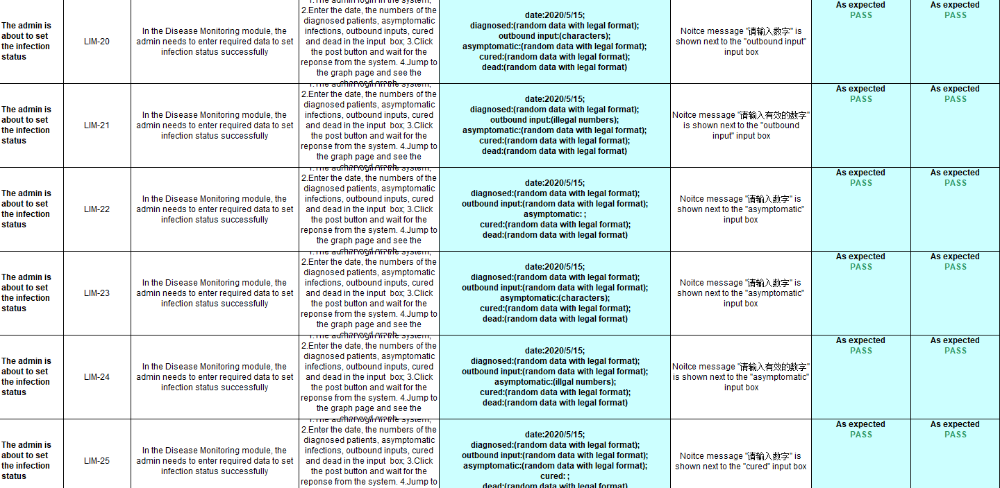 The admin is
about to set
the infection
status
LIM-20
In the Disease Monitoring module, the
admin needs to enter required data to set
infection status successfully
1.The admin login in the system;
2.Enter the date, the numbers of the
diagnosed patients, asymptomatic
infections, outbound inputs, cured
and dead in the input box; 3.Click
the post button and wait for the
reponse from the system. 4.Jump to
the graph page and see the
changed graph
date:2020/5/15;
diagnosed:(random data with legal format);
outbound input:(characters);
asymptomatic:(random data with legal format);
cured:(random data with legal format);
dead:(random data with legal format)
Noitce message "请输入数字" is
shown next to the "outbound input"
input box
As expected
PASS
As expected
PASS
The admin is
about to set
the infection
status
LIM-21
In the Disease Monitoring module, the
admin needs to enter required data to set
infection status successfully
1.The admin login in the system;
2.Enter the date, the numbers of the
diagnosed patients, asymptomatic
infections, outbound inputs, cured
and dead in the input box; 3.Click
the post button and wait for the
reponse from the system. 4.Jump to
the graph page and see the
changed graph
date:2020/5/15;
diagnosed:(random data with legal format);
outbound input:(illegal numbers);
asymptomatic:(random data with legal format);
cured:(random data with legal format);
dead:(random data with legal format)
Noitce message "请输入有效的数字"
is shown next to the "outbound
input" input box
As expected
PASS
As expected
PASS
The admin is
about to set
the infection
status
LIM-22
In the Disease Monitoring module, the
admin needs to enter required data to set
infection status successfully
1.The admin login in the system;
2.Enter the date, the numbers of the
diagnosed patients, asymptomatic
infections, outbound inputs, cured
and dead in the input box; 3.Click
the post button and wait for the
reponse from the system. 4.Jump to
the graph page and see the
changed graph
date:2020/5/15;
diagnosed:(random data with legal format);
outbound input:(random data with legal format);
asymptomatic: ;
cured:(random data with legal format);
dead:(random data with legal format)
Noitce message "请输入数字" is
shown next to the "asymptomatic"
input box
As expected
PASS
As expected
PASS
The admin is
about to set
the infection
status
LIM-23
In the Disease Monitoring module, the
admin needs to enter required data to set
infection status successfully
1.The admin login in the system;
2.Enter the date, the numbers of the
diagnosed patients, asymptomatic
infections, outbound inputs, cured
and dead in the input box; 3.Click
the post button and wait for the
reponse from the system. 4.Jump to
the graph page and see the
changed graph
date:2020/5/15;
diagnosed:(random data with legal format);
outbound input:(random data with legal format);
asymptomatic:(characters);
cured:(random data with legal format);
dead:(random data with legal format)
Noitce message "请输入数字" is
shown next to the "asymptomatic"
input box
As expected
PASS
As expected
PASS
The admin is
about to set
the infection
status
LIM-24
In the Disease Monitoring module, the
admin needs to enter required data to set
infection status successfully
1.The admin login in the system;
2.Enter the date, the numbers of the
diagnosed patients, asymptomatic
infections, outbound inputs, cured
and dead in the input box; 3.Click
the post button and wait for the
reponse from the system. 4.Jump to
the graph page and see the
changed graph
date:2020/5/15;
diagnosed:(random data with legal format);
outbound input:(random data with legal format);
asymptomatic:(illgal numbers);
cured:(random data with legal format);
dead:(random data with legal format)
Noitce message "请输入有效的数字"
is shown next to the "asymptomatic"
input box
As expected
PASS
As expected
PASS
The admin is
about to set
the infection
status
LIM-25
In the Disease Monitoring module, the
admin needs to enter required data to set
infection status successfully
1.The admin login in the system;
2.Enter the date, the numbers of the
diagnosed patients, asymptomatic
infections, outbound inputs, cured
and dead in the input box; 3.Click
the post button and wait for the
reponse from the system. 4.Jump to
date:2020/5/15;
diagnosed:(random data with legal format);
outbound input:(random data with legal format);
asymptomatic:(random data with legal format);
cured: ;
dead:(random data with legal format)
Noitce message "请输入数字" is
shown next to the "cured" input box
As expected
PASS
As expected
PASS